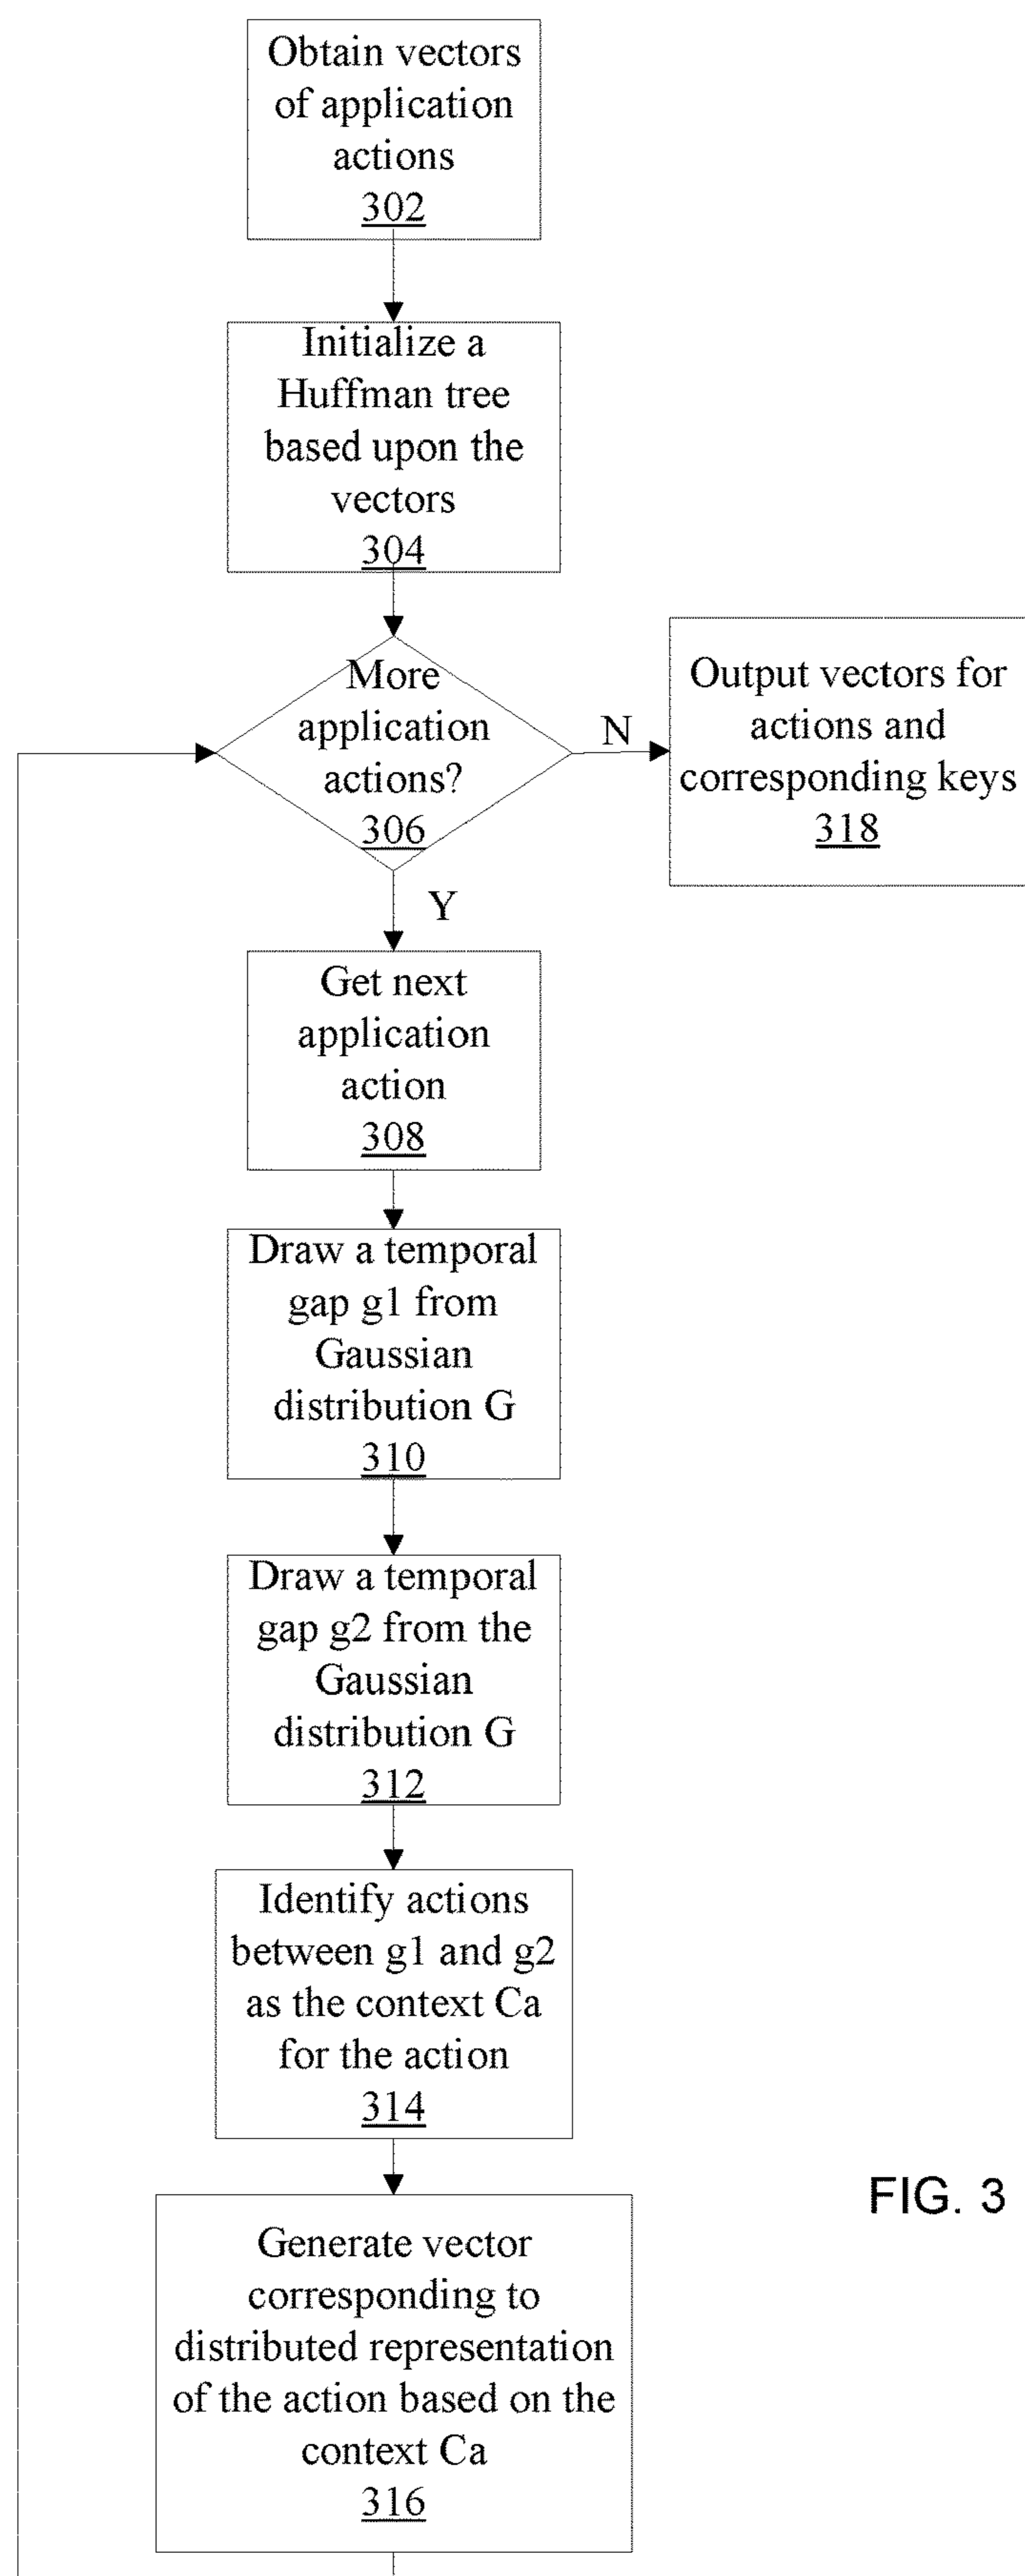 Obtain vectors
of application
actions
302
Initialize a
Huffman tree
based upon the
vectors
304
More
application
actions?
306
N
Output vectors for
actions and
corresponding keys
318
Y
Get next
application
action
308
Draw a temporal
gap g1 from
Gaussian
distribution G
310
Draw a temporal
gap g2 from the
Gaussian
distribution G
312
Identify actions
between g1 and g2
as the context Ca
for the action
314
Generate vector
corresponding to
distributed representation
of the action based on the
context Ca
316
FIG. 3